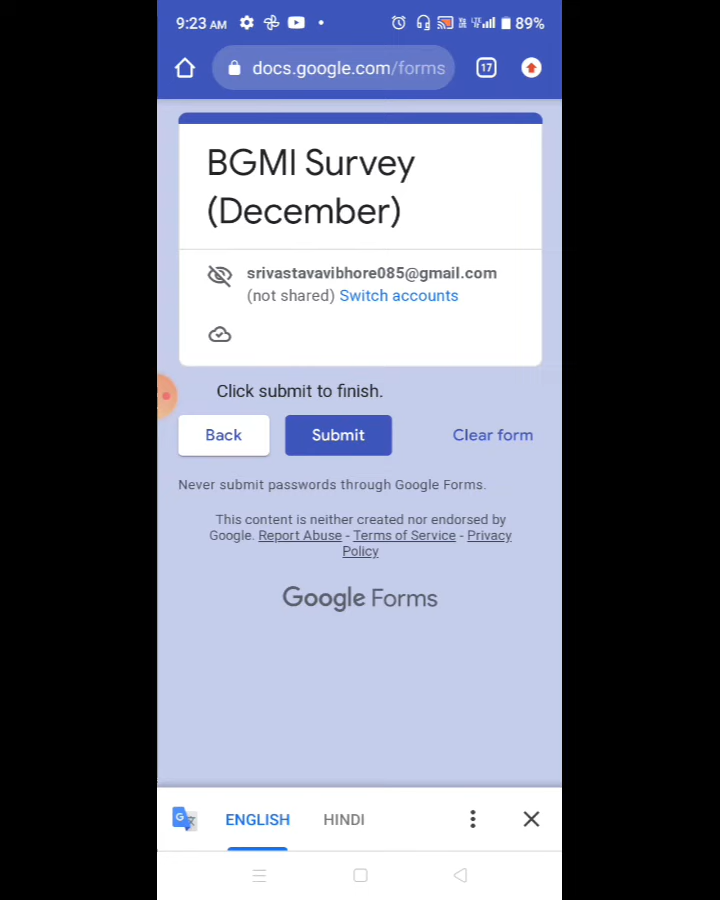 9:23 AM
89%
docs.google.com/forms
17
BGMI Survey
(December)
srivastavavibhore085@gmail.com
(not shared) Switch accounts
Click submit to finish.
Back
Submit
Clear form
Never submit passwords through Google Forms.
This content is neither created nor endorsed by
Google. Report Abuse - Terms of Service - Privacy
Policy
Google Forms
ENGLISH
HINDI